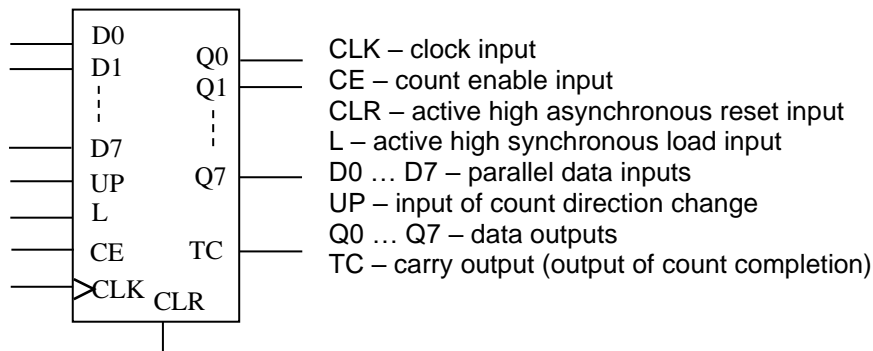 D0
D1
D7
UP
L
CE
CLK
CLR
Q0
Q1
Q7
TC
CLK – clock input
CE – count enable input
CLR – active high asynchronous reset input
L – active high synchronous load input
D0 … D7 – parallel data inputs
UP – input of count direction change
Q0 … Q7 – data outputs
TC – carry output (output of count completion)